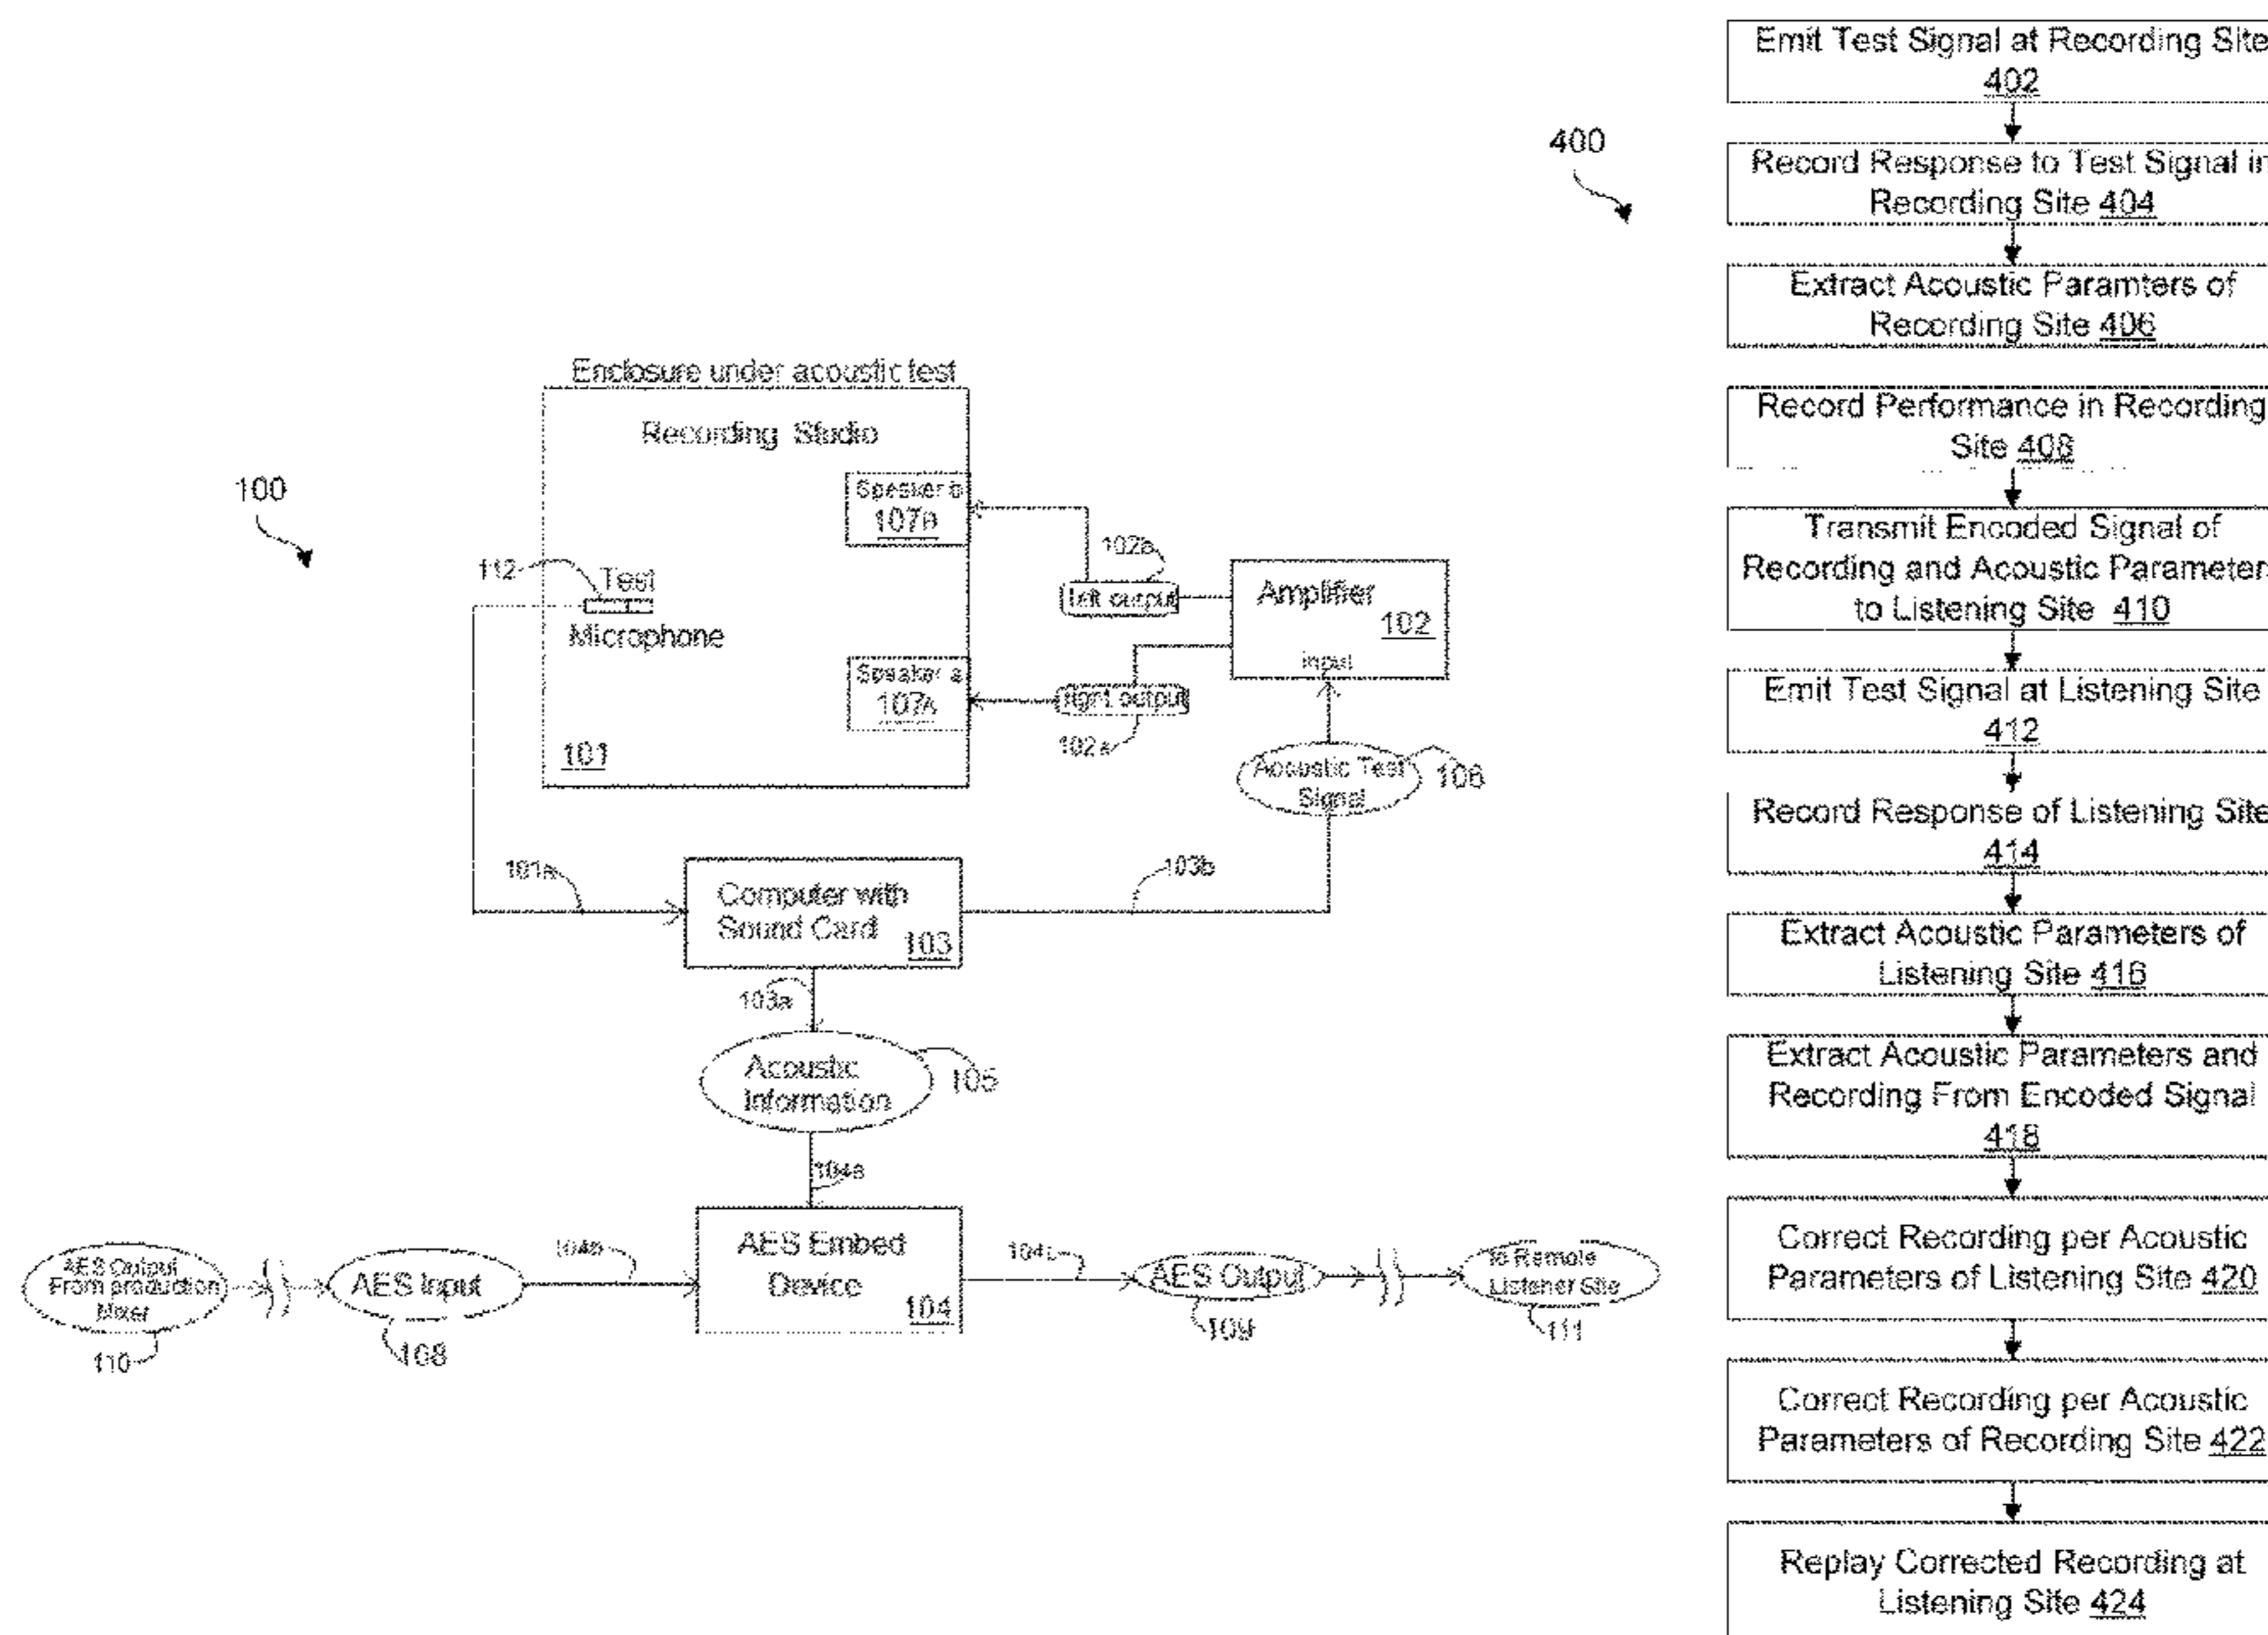 Enclosure under acoustic test
Recording Studio
100
Speaker b
107B
112
Test
Microphone
Speaker a
107A
101
102b
left output
Amplifier
102
input
right output
102a
Acoustic Test
Signal
106
101a
Computer with
Sound Card
103
103b
103a
Acoustic
Information
105
104a
AES Output
From production
Mixer
110
AES Input
108
104b
AES Embed
Device
104
104c
AES Output
109
To Remote
Listener Site
111
400
Emit Test Signal at Recording Site
402
Record Response to Test Signal in
Recording Site 404
Extract Acoustic Paramters of
Recording Site 406
Record Performance in Recording
Site 408
Transmit Encoded Signal of
Recording and Acoustic Parameters
to Listening Site 410
Emit Test Signal at Listening Site
412
Record Response of Listening Site
414
Extract Acoustic Parameters of
Listening Site 416
Extract Acoustic Parameters and
Recording From Encoded Signal
418
Correct Recording per Acoustic
Parameters of Listening Site 420
Correct Recording per Acoustic
Parameters of Recording Site 422
Replay Corrected Recording at
Listening Site 424